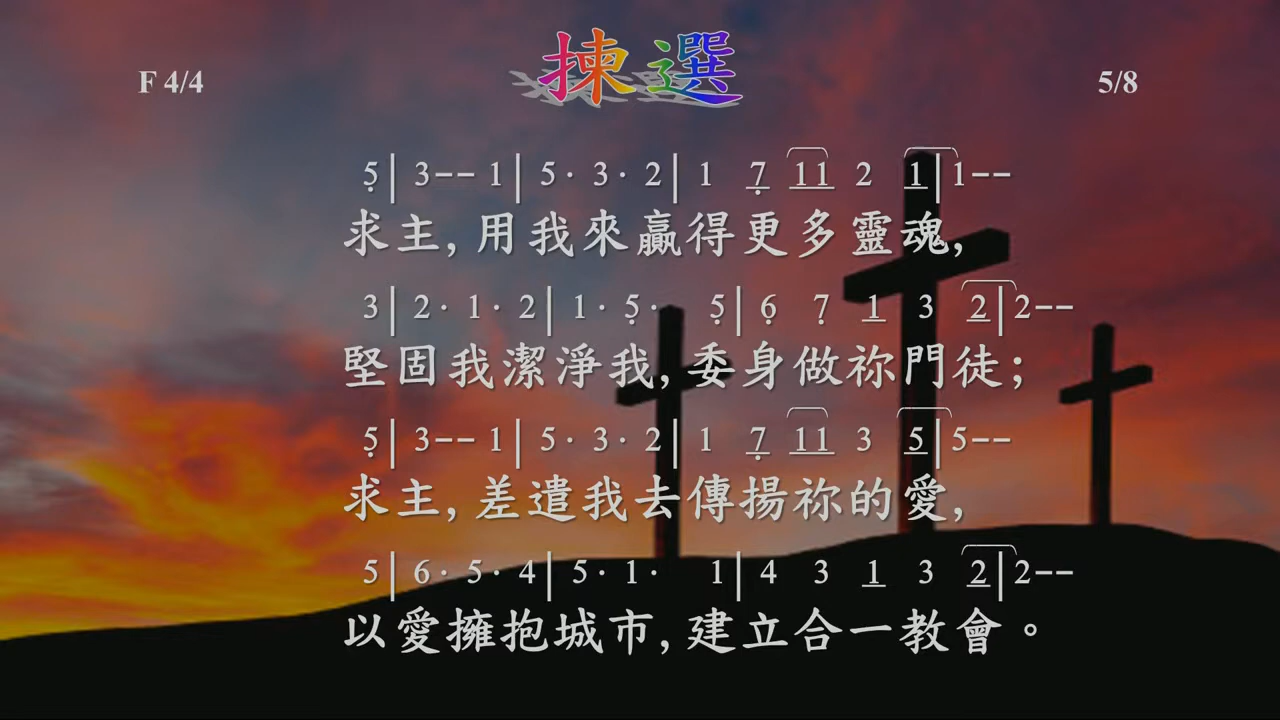 揀選
F 4/4
5/8
5̣| 3-- 1| 5· 3· 2| 1 7̣ 11 2 1|1--
求主,用我來贏得更多靈魂,
3| 2· 1· 2| 1· 5̣· 5̣| 6̣ 7̣ 1 3 2|2--
堅固我潔淨我,委身做祢門徒;
5̣| 3-- 1| 5· 3· 2| 1 7̣ 11 3 5|5--
求主,差遣我去傳揚祢的愛,
5| 6· 5· 4| 5· 1· 1| 4 3 1 3 2|2--
以愛擁抱城市,建立合一教會。